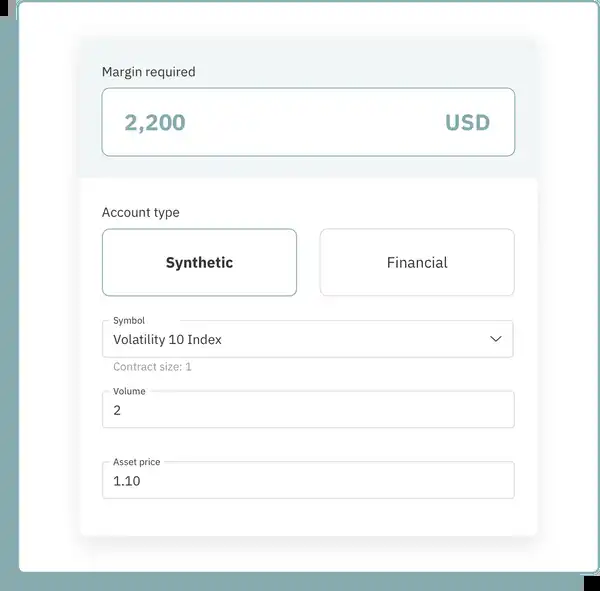 Margin required
2,200 USD
Account type
Synthetic Financial
Symbol
Volatility 10 Index
Contract size: 1
Volume
2
Asset price
1.10